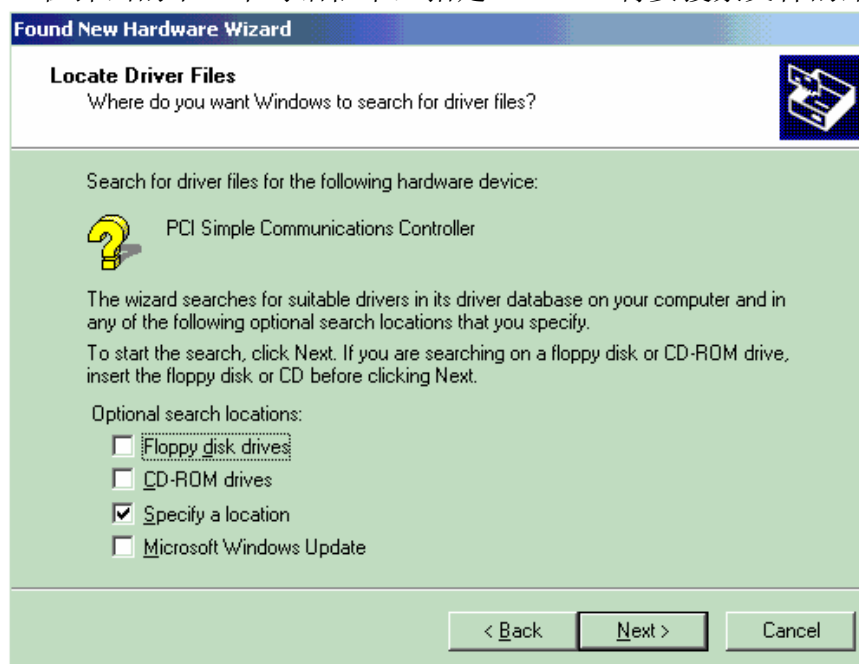 Found New Hardware Wizard
Locate Driver Files
Where do you want Windows to search for driver files?
Search for driver files for the following hardware device:
PCI Simple Communications Controller
The wizard searches for suitable drivers in its driver database on your computer and in
any of the following optional search locations that you specify.
To start the search, click Next. If you are searching on a floppy disk or CD-ROM drive,
insert the floppy disk or CD before clicking Next.
Optional search locations:
Floppy disk drives
CD-ROM drives
Specify a location
Microsoft Windows Update
< Back
Next >
Cancel